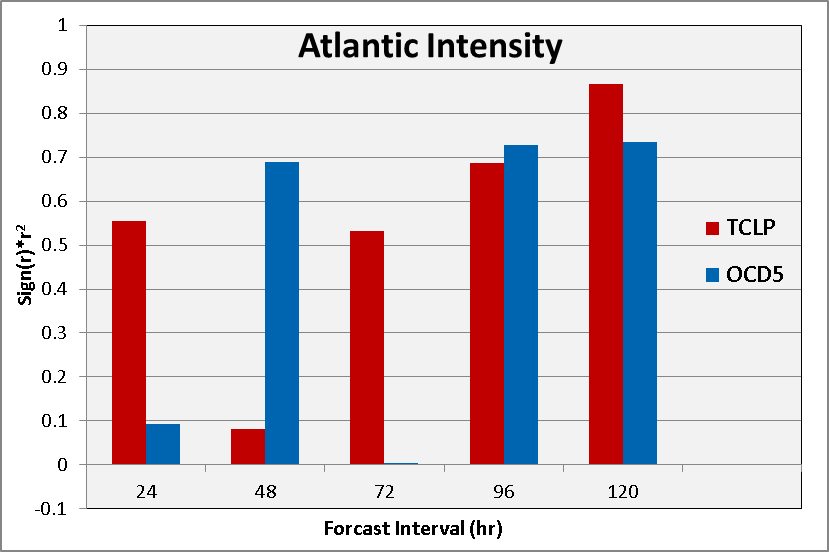 Atlantic Intensity
1
0.9
0.8
0.7
0.6
0.5
0.4
0.3
0.2
0.1
0
-0.1
Sign(r)*r²
TCLP
OCD5
24 48 72 96 120
Forcast Interval (hr)